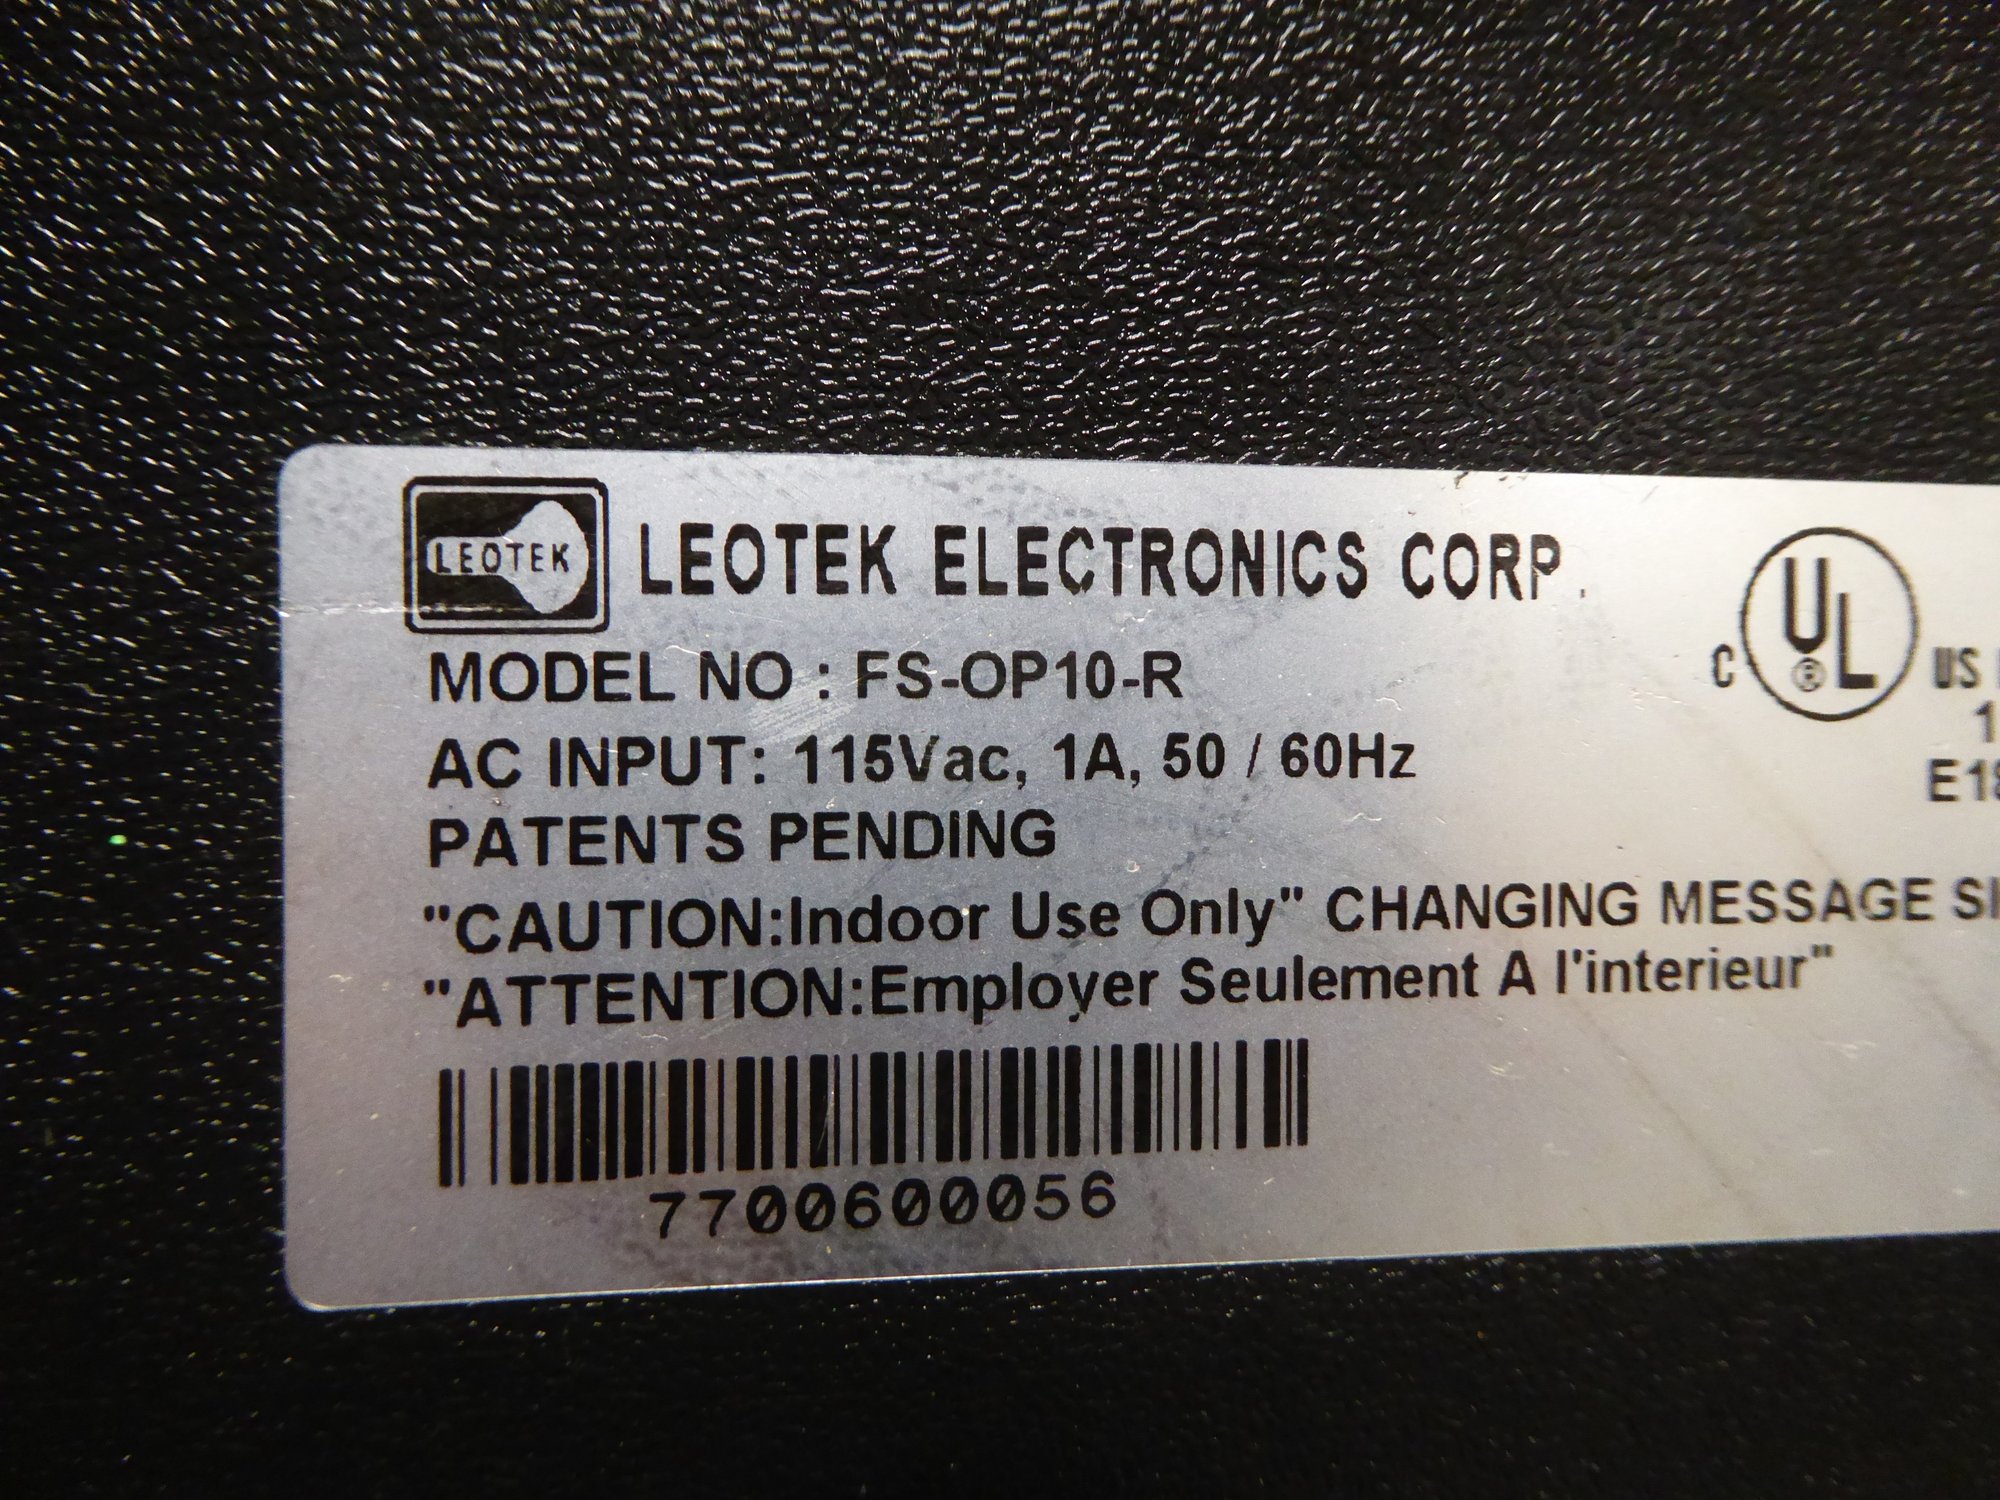 LEOTEK LEOTEK ELECTRONICS CORP.
C UL ® US
MODEL NO : FS-OP10-R
AC INPUT: 115Vac, 1A, 50 / 60Hz
PATENTS PENDING
"CAUTION:Indoor Use Only" CHANGING MESSAGE
"ATTENTION:Employer Seulement A l'interieur"
7700600056